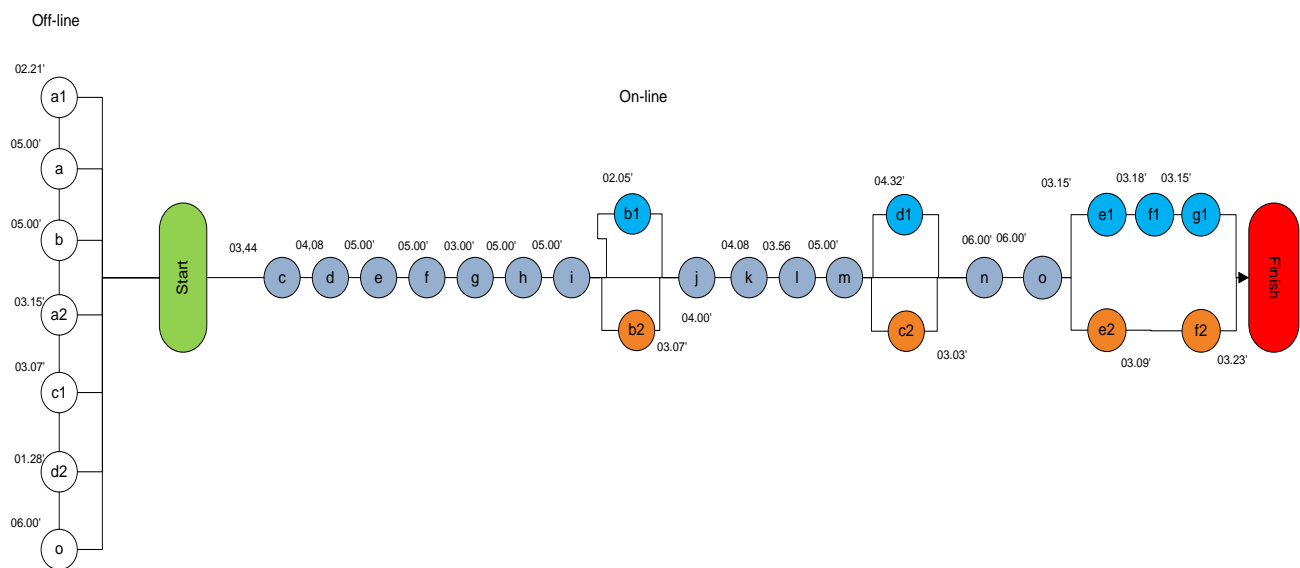 Off-line
02.21'
a1
05.00'
a
05.00'
b
03.15'
a2
03.07'
c1
01.28'
d2
06.00'
o
Start
On-line
03,44
c
04,08
d
05.00'
e
05.00'
f
03.00'
g
05.00'
h
05.00'
i
02.05'
b1
b2
03.07'
j
04.00'
04.08
k
03.56
l
05.00'
m
04.32'
d1
c2
03.03'
06.00'
n
06.00'
o
03.15'
e1
03.18'
f1
03.15'
g1
e2
03.09'
f2
03.23'
Finish